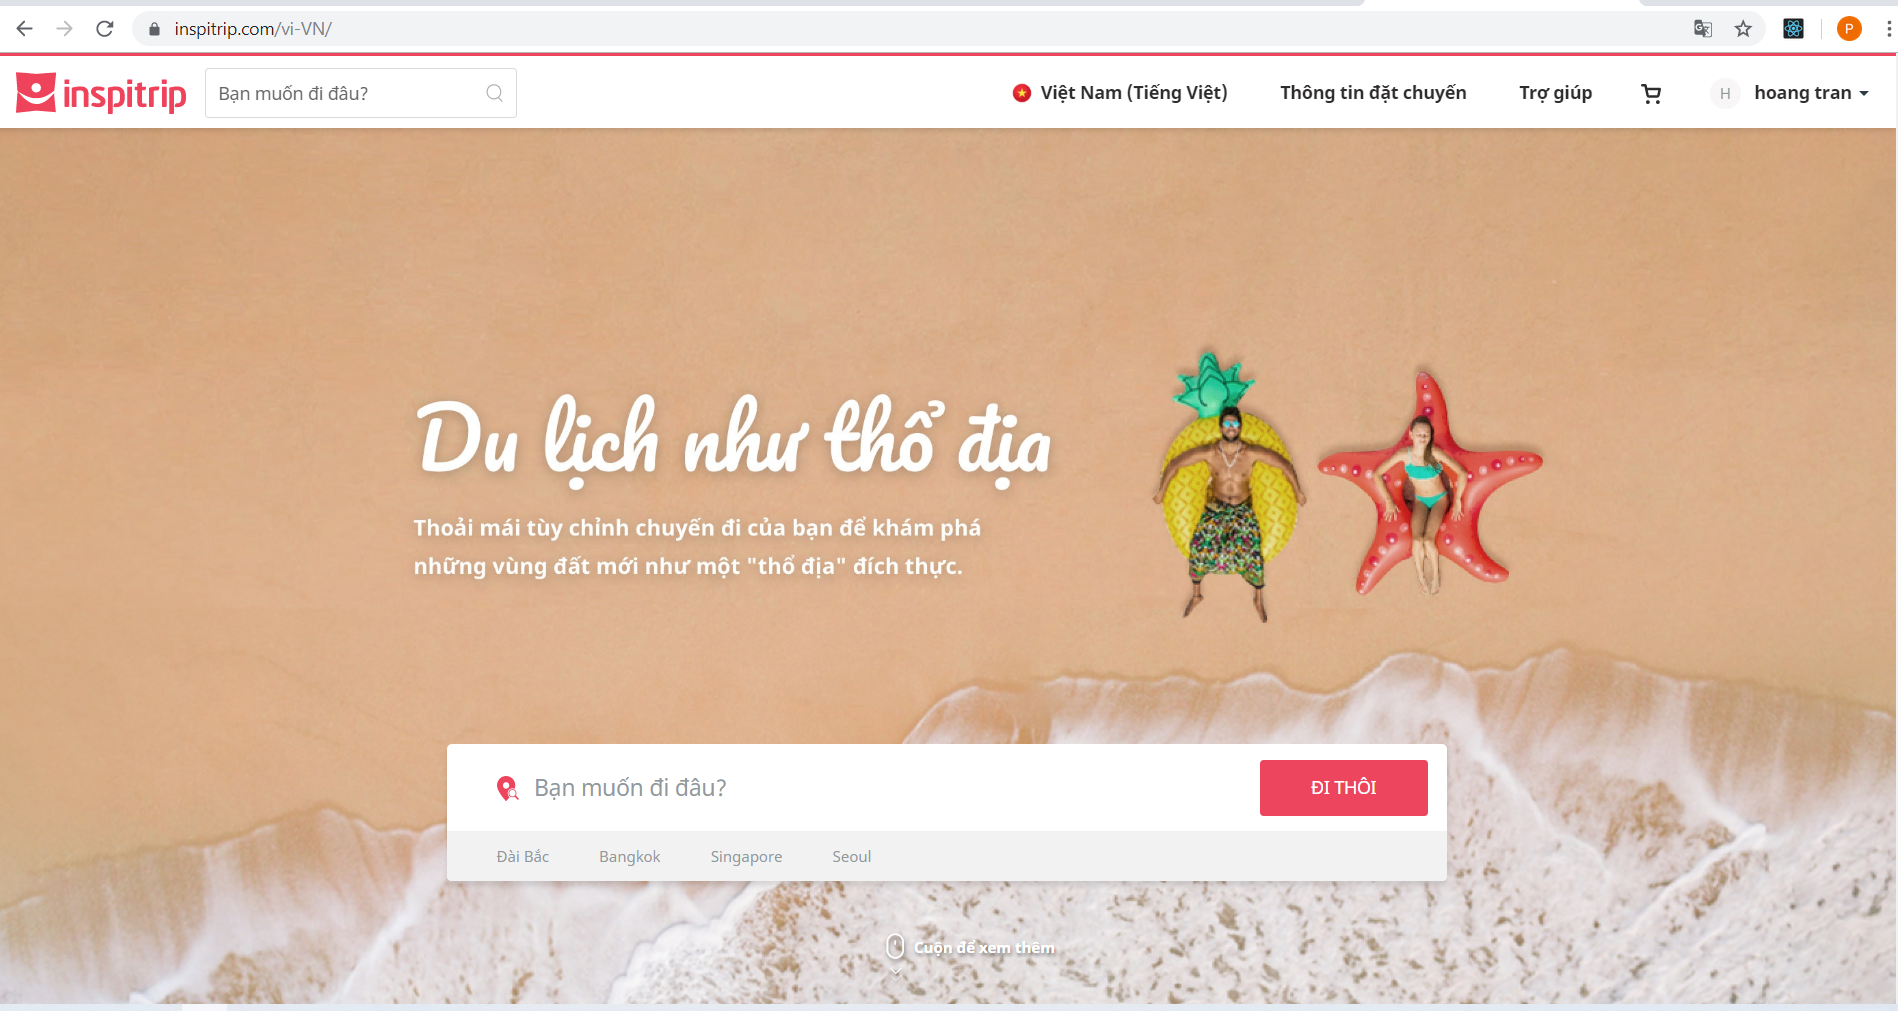 inspitrip.com/vi-VN/
P
inspitrip
Bạn muốn đi đâu?
Việt Nam (Tiếng Việt)
Thông tin đặt chuyến
Trợ giúp
H
hoang tran
Du lịch như thổ địa
Thoải mái tùy chỉnh chuyến đi của bạn để khám phá
những vùng đất mới như một "thổ địa" đích thực.
Bạn muốn đi đâu?
ĐI THÔI
Đài Bắc
Bangkok
Singapore
Seoul
Cuộn để xem thêm